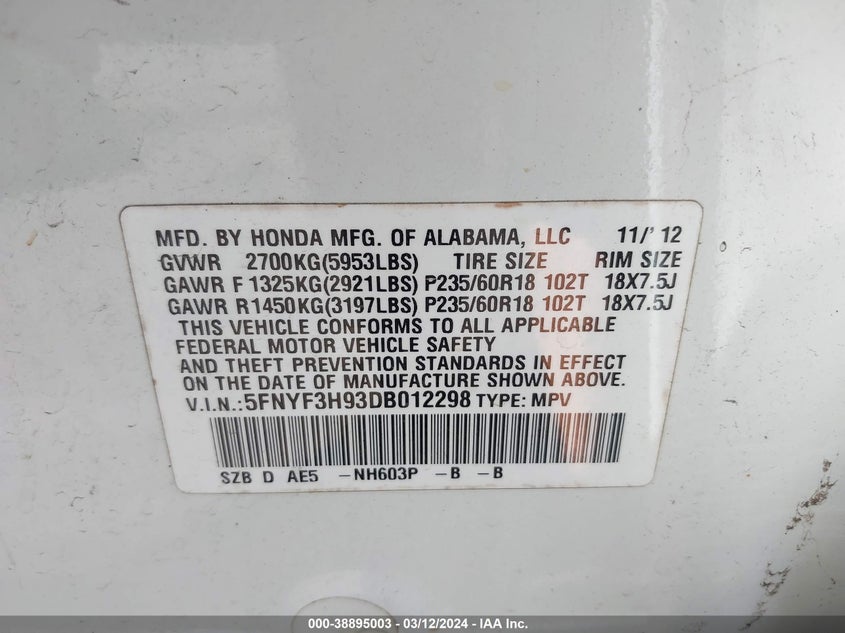 MFD. BY HONDA MFG. OF ALABAMA, LLC 11/' 12
GVWR 2700KG(5953LBS) TIRE SIZE RIM SIZE
GAWR F 1325KG(2921LBS) P235/60R18 102T 18X7.5J
GAWR R1450KG(3197LBS) P235/60R18 102T 18X7.5J
THIS VEHICLE CONFORMS TO ALL APPLICABLE
FEDERAL MOTOR VEHICLE SAFETY
AND THEFT PREVENTION STANDARDS IN EFFECT
ON THE DATE OF MANUFACTURE SHOWN ABOVE.
V.I.N.:5FNYF3H93DB012298 TYPE: MPV
SZB D AE5 -NH603P -B -B
000-38895003 - 03/12/2024 - IAA Inc.